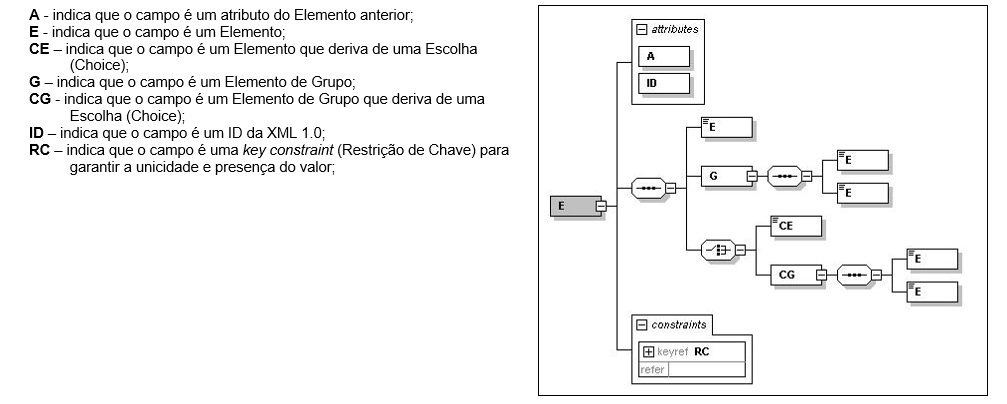 A - indica que o campo é um atributo do Elemento anterior;
E - indica que o campo é um Elemento;
CE – indica que o campo é um Elemento que deriva de uma Escolha
(Choice);
G – indica que o campo é um Elemento de Grupo;
CG - indica que o campo é um Elemento de Grupo que deriva de uma
Escolha (Choice);
ID – indica que o campo é um ID da XML 1.0;
RC – indica que o campo é uma key constraint (Restrição de Chave) para
garantir a unicidade e presença do valor;
attributes
A
ID
E
E
G
E
E
CE
CG
E
E
constraints
keyref RC
refer